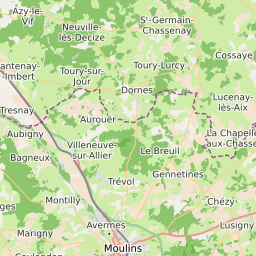 Azy-le-
Vif
Neuville-
lès-Decize
St-Germain-
Chassenay
Cossaye
antenay-
Imbert
Toury-sur-
Jour
Toury-Lurcy
Dornes
Tresnay
Lucenay-
lès-Aix
Aubigny
Aurouër
La Chapelle
aux-Chasse
Villeneuve-
sur-Allier
Le Breuil
Bagneux
Gennetines
Trévol
Montilly
Chézy
Avermes
Marigny
Lusigny
Moulins